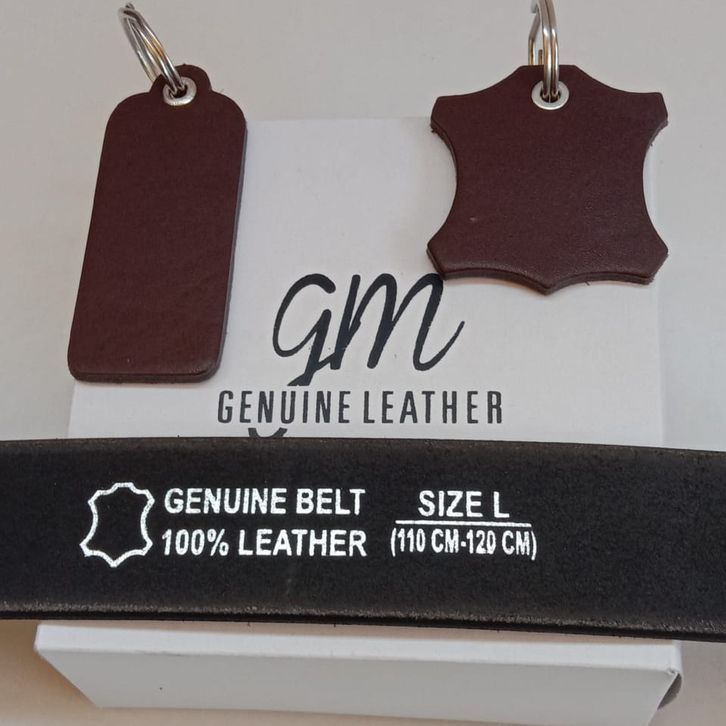 gm
GENUINE LEATHER
GENUINE BELT
100% LEATHER
SIZE L
(110 CM-120 CM)